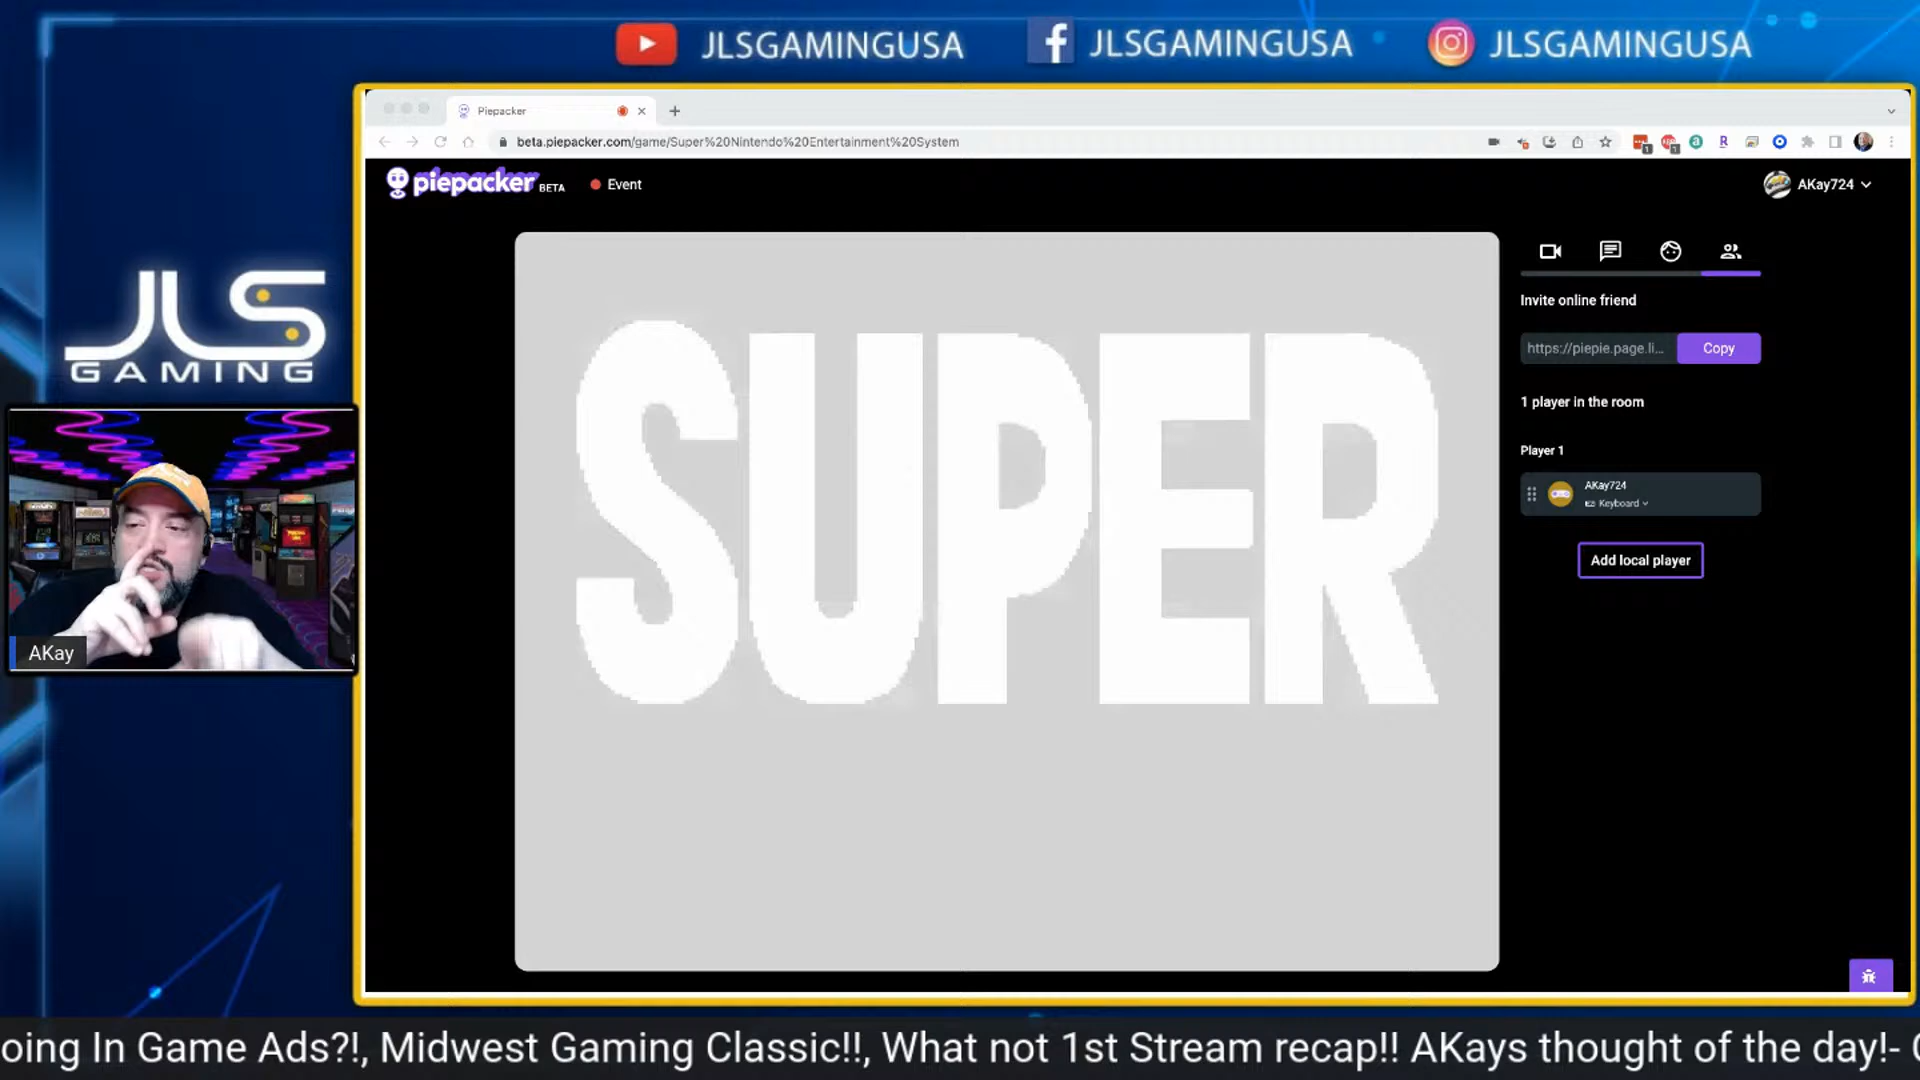 JLSGAMINGUSA
JLSGAMINGUSA
JLSGAMINGUSA
Piepacker
beta.piepacker.com/game/Super%20Nintendo%20Entertainment%20System
piepacker BETA
Event
AKay724
JLS
GAMING
SUPER
Invite online friend
https://piepie.page.li...
Copy
1 player in the room
Player 1
AKay724
Keyboard
Add local player
AKay
oing In Game Ads?!, Midwest Gaming Classic!!, What not 1st Stream recap!! AKays thought of the day!-